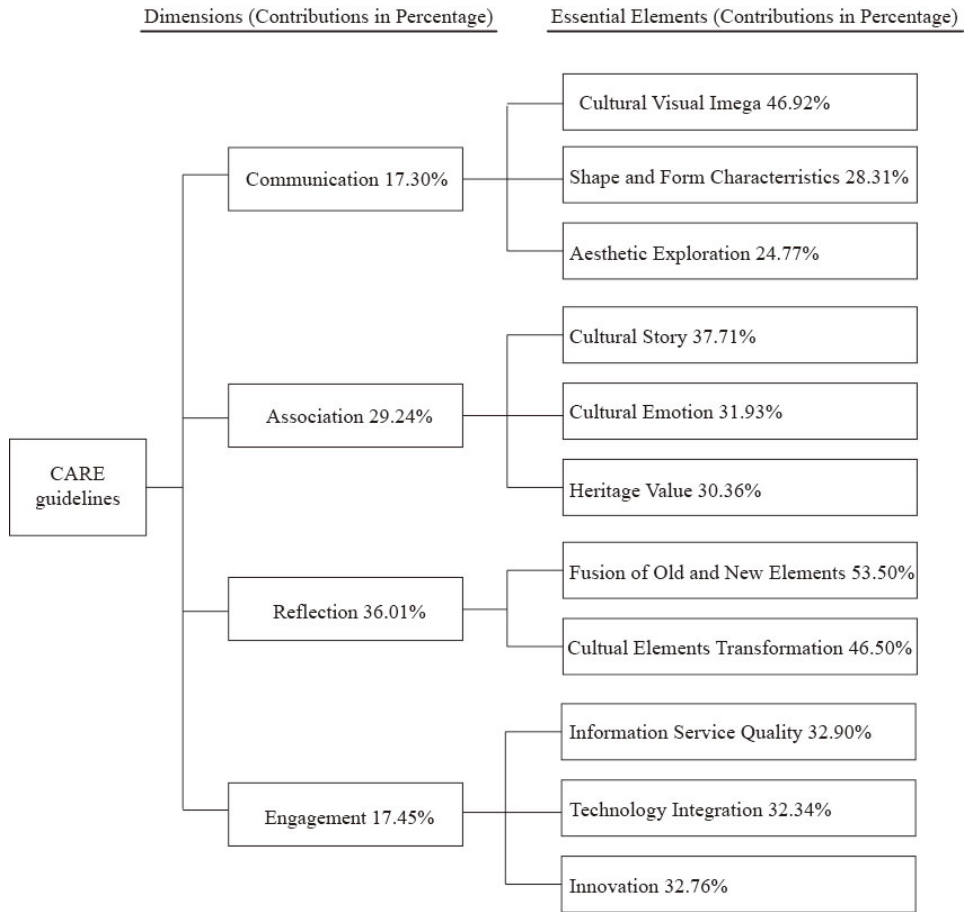 Dimensions (Contributions in Percentage)
Essential Elements (Contributions in Percentage)
CARE
guidelines
Communication 17.30%
Cultural Visual Imega 46.92%
Shape and Form Characterristics 28.31%
Aesthetic Exploration 24.77%
Association 29.24%
Cultural Story 37.71%
Cultural Emotion 31.93%
Heritage Value 30.36%
Reflection 36.01%
Fusion of Old and New Elements 53.50%
Cultual Elements Transformation 46.50%
Engagement 17.45%
Information Service Quality 32.90%
Technology Integration 32.34%
Innovation 32.76%